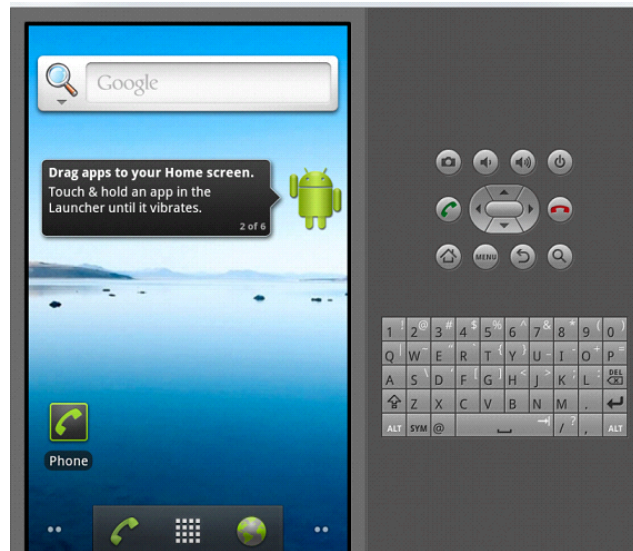 Google
Drag apps to your Home screen.
Touch & hold an app in the
Launcher until it vibrates.
2 of 6
Phone
MENU
1 ! 2 @ 3 # 4 $ 5 % 6 ^ 7 & 8 * 9 ( 0 )
Q | W ~ E " R ` T { Y } U _ I - O + P =
A S \ D ' F [ G ] H < J > K ; L : DEL
Z X C V B N M .
ALT SYM @ / ? , ALT